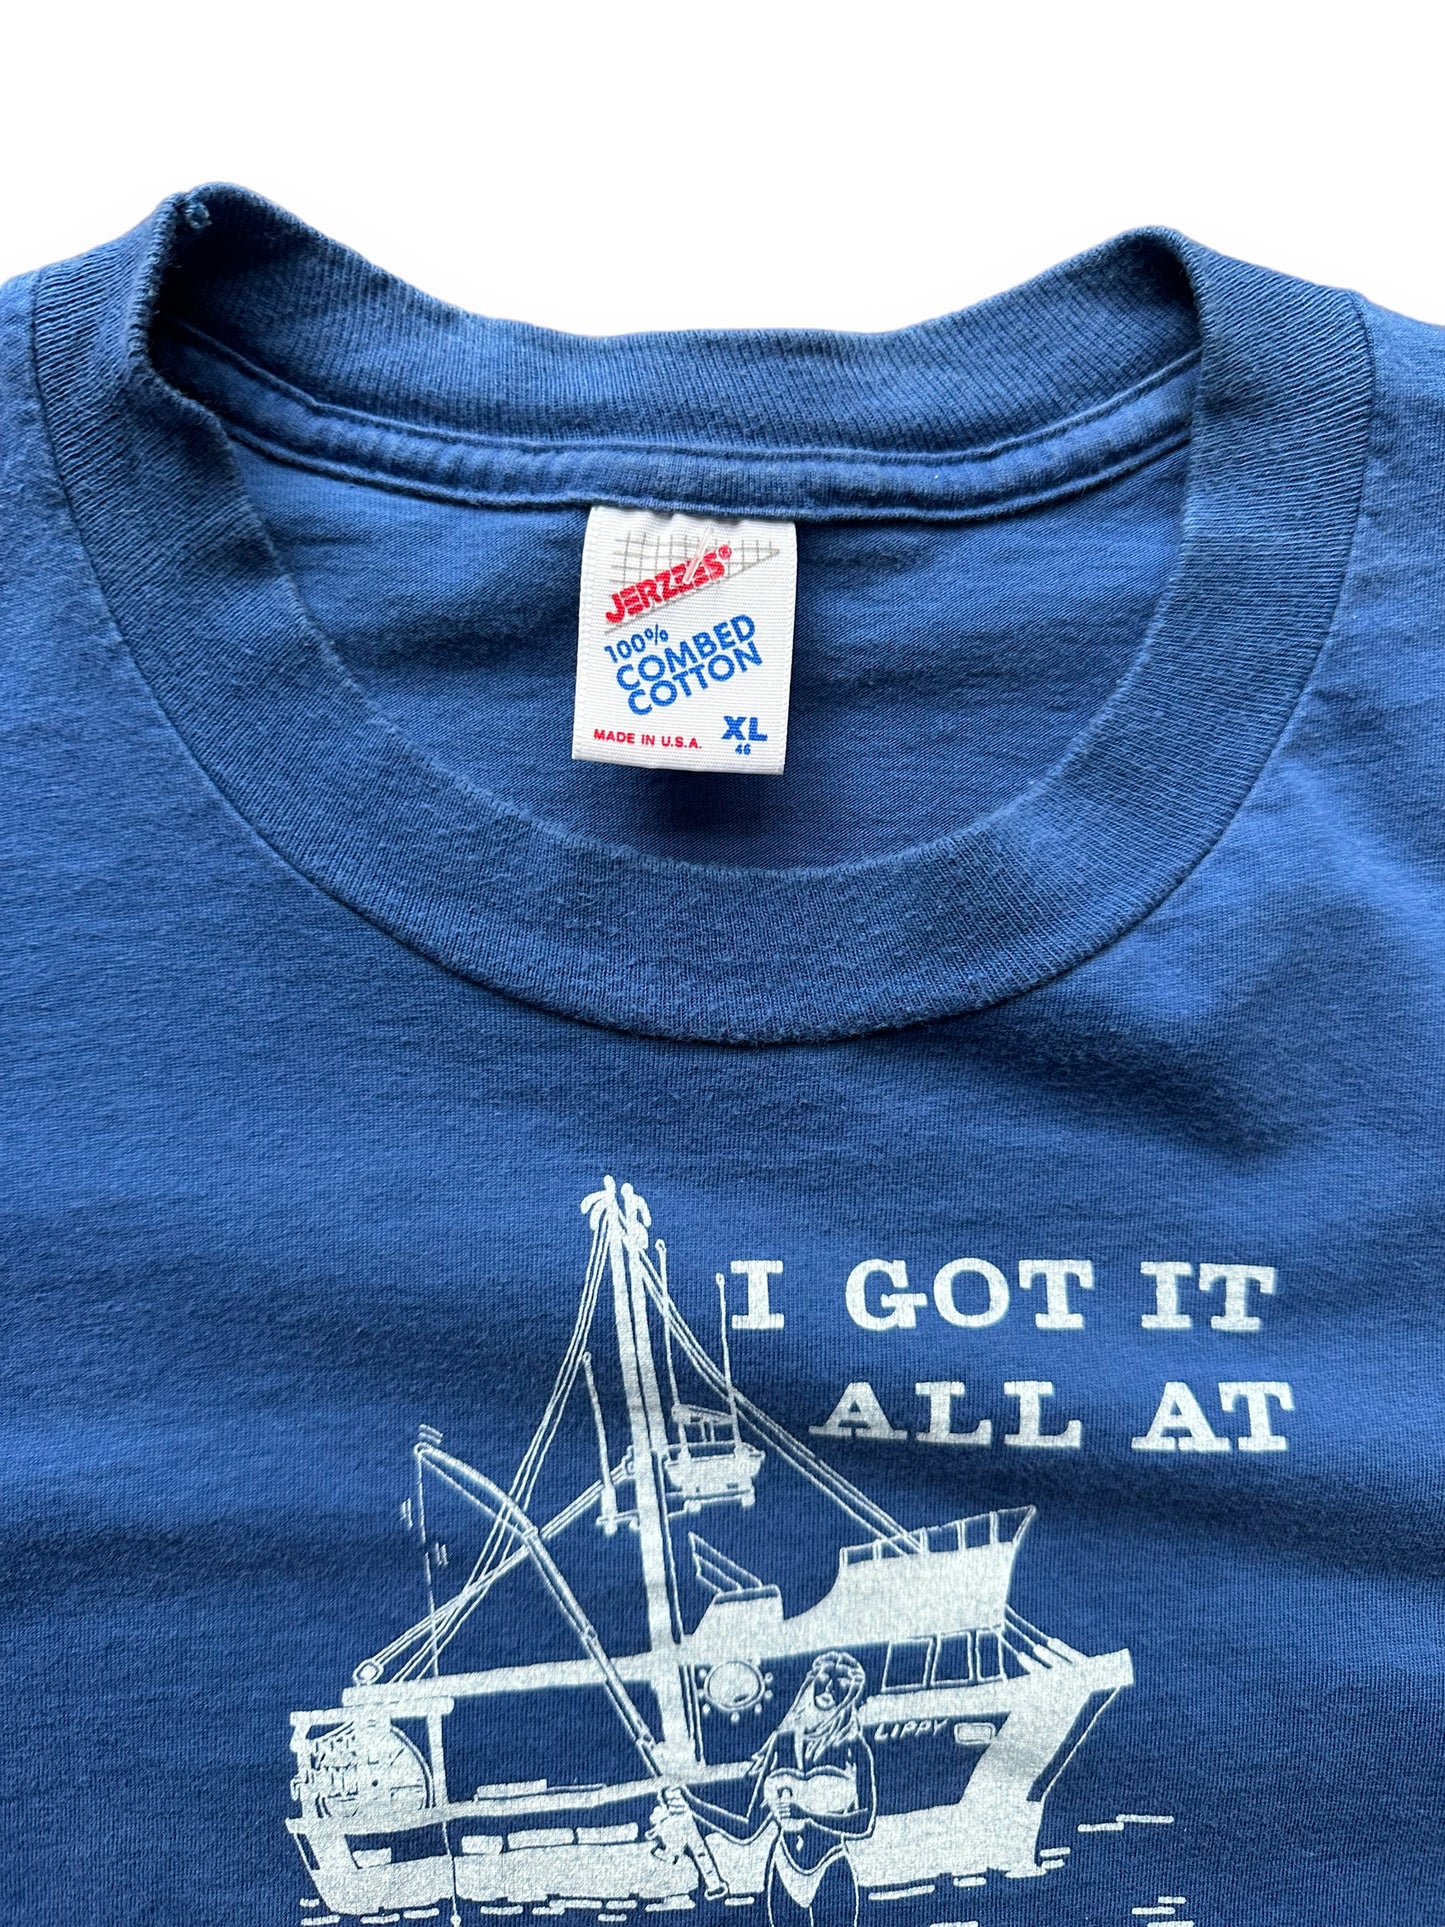 JERZEES®
100%
COMBED
COTTON
XL
MADE IN U.S.A.
46
I GOT IT
ALL AT
LIPPY